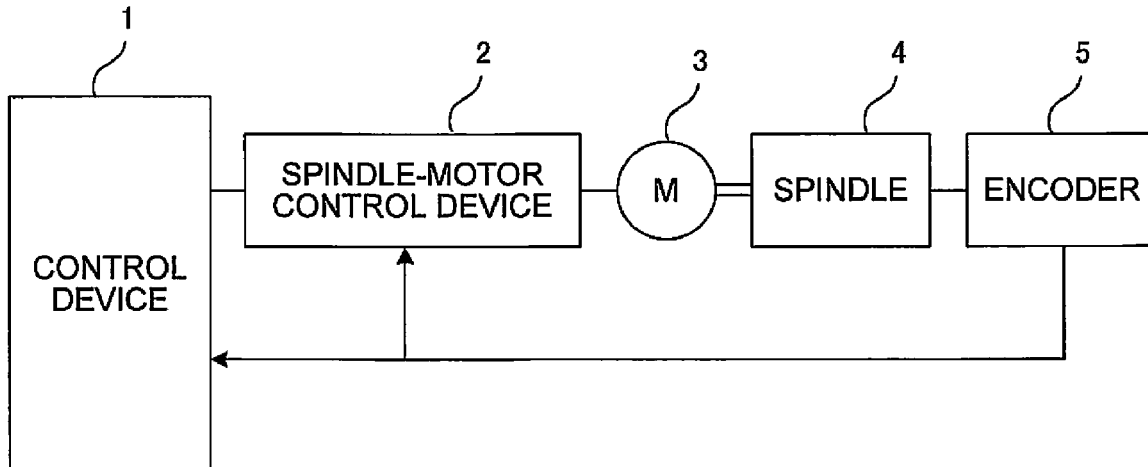 1
2
3
4
5
CONTROL
DEVICE
SPINDLE-MOTOR
CONTROL DEVICE
M
SPINDLE
ENCODER